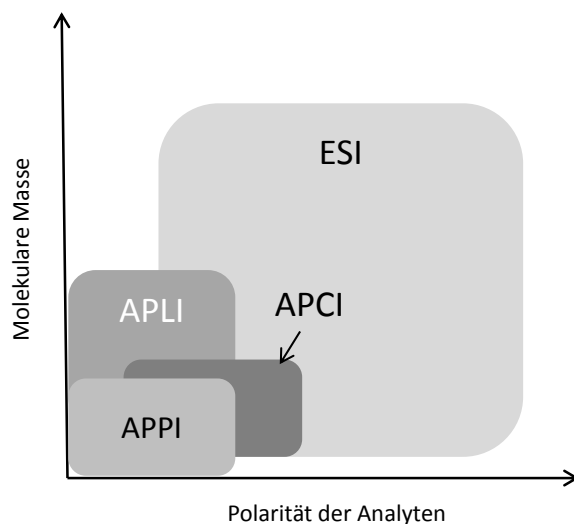 ESI
Molekulare Masse
APLI
APCI
APPI
Polarität der Analyten